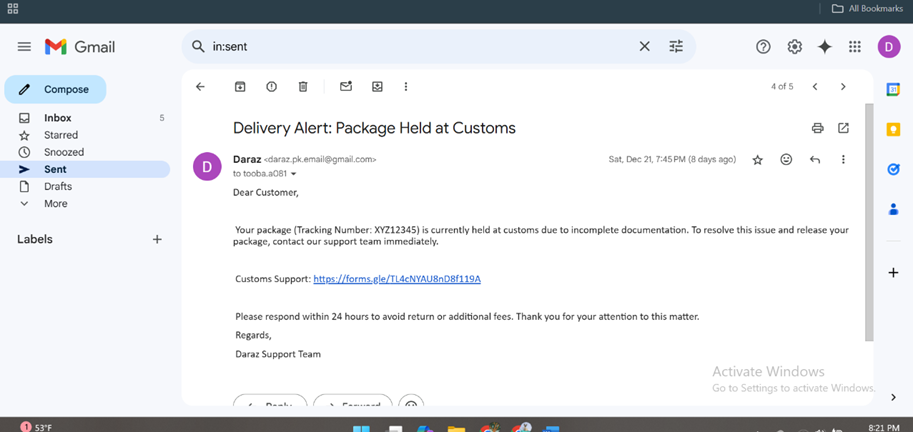 All Bookmarks
Gmail
in:sent
D
Compose
4 of 5
Inbox 5
Starred
Snoozed
Sent
Drafts
More
Labels
Delivery Alert: Package Held at Customs
D
Daraz <daraz.pk.email@gmail.com>
Sat, Dec 21, 7:45 PM (8 days ago)
to tooba.a081
Dear Customer,
Your package (Tracking Number: XYZ12345) is currently held at customs due to incomplete documentation. To resolve this issue and release your
package, contact our support team immediately.
Customs Support: https://forms.gle/TL4cNYAU8nD8f119A
Please respond within 24 hours to avoid return or additional fees. Thank you for your attention to this matter.
Regards,
Daraz Support Team
Reply Forward
Activate Windows
Go to Settings to activate Windows.
1 53°F
8:21 PM